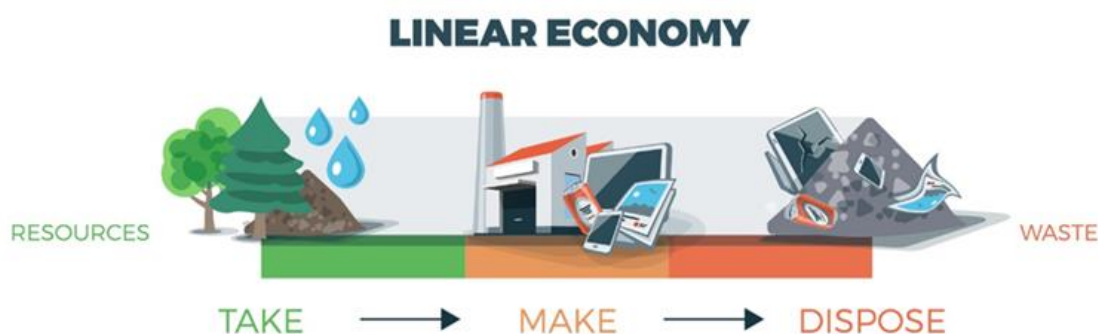 LINEAR ECONOMY
RESOURCES
WASTE
TAKE
MAKE
DISPOSE